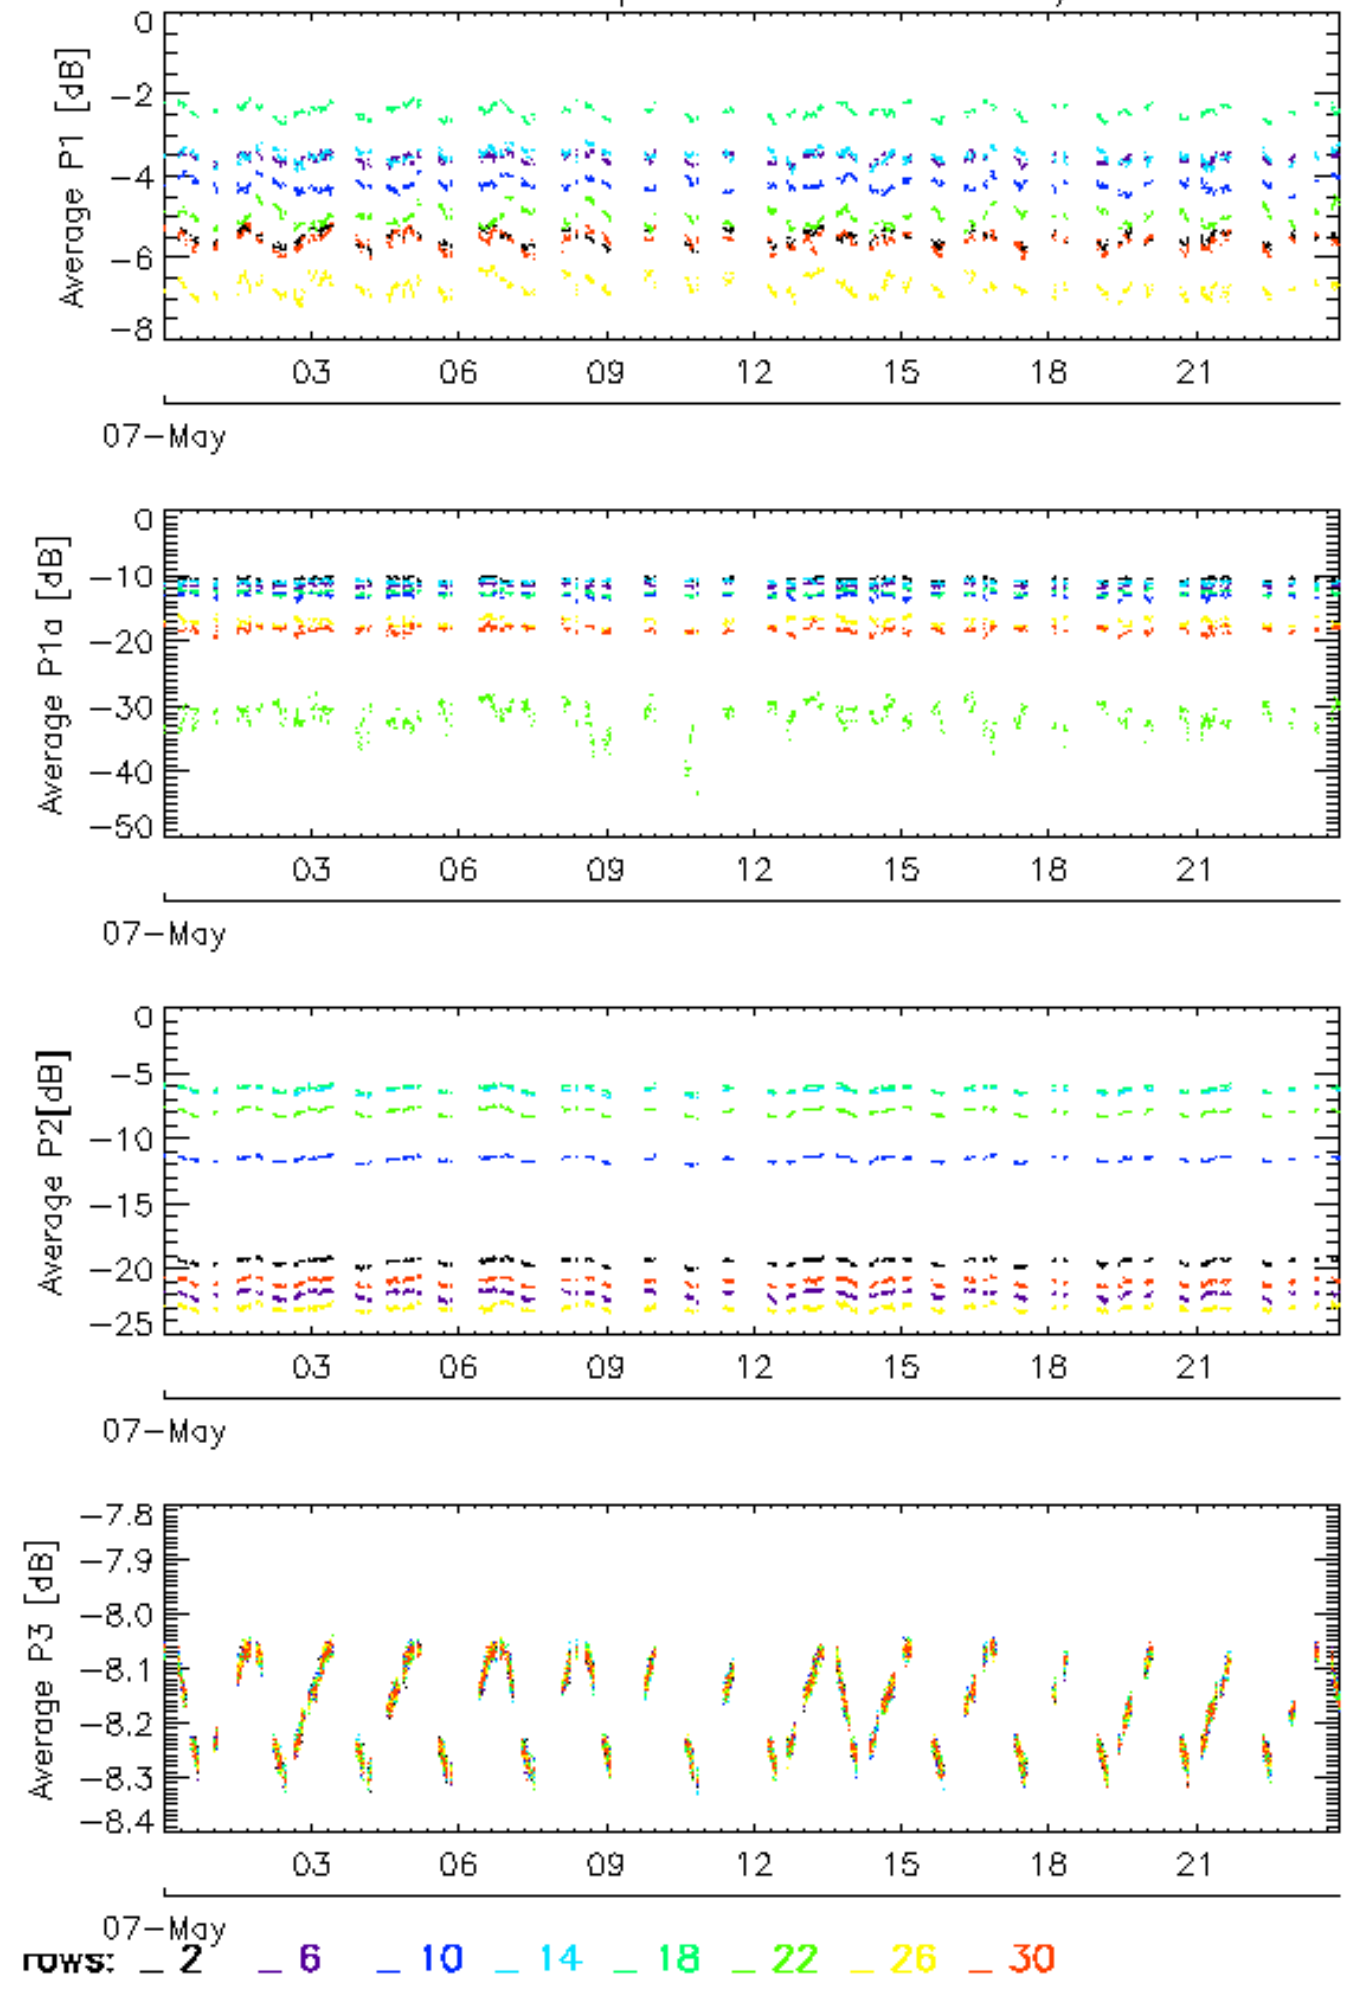 Average P1 [dB]
0
−2
−4
−6
−8
03 06 09 12 15 18 21
07−May
Average P1a [dB]
0
−10
−20
−30
−40
−50
03 06 09 12 15 18 21
07−May
Average P2[dB]
0
−5
−10
−15
−20
−25
03 06 09 12 15 18 21
07−May
Average P3 [dB]
−7.8
−7.9
−8.0
−8.1
−8.2
−8.3
−8.4
03 06 09 12 15 18 21
07−May
rows: _ 2 _ 6 _ 10 _ 14 _ 18 _ 22 _ 26 _ 30